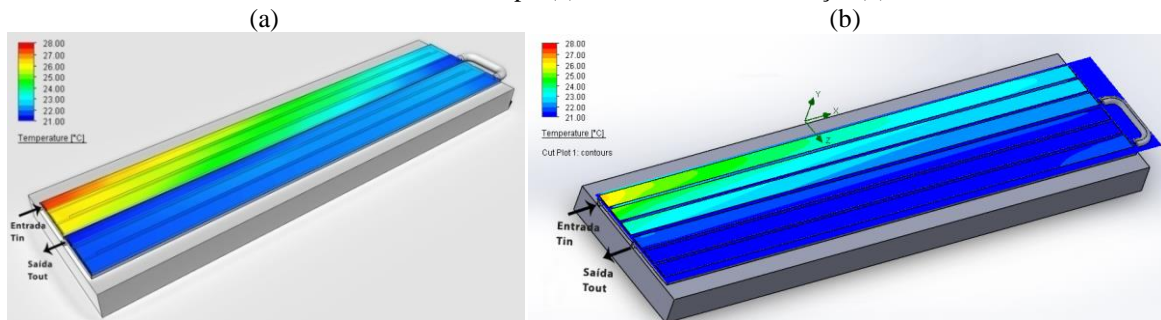 (a)
(b)
28.00
27.00
26.00
25.00
24.00
23.00
22.00
21.00
Temperature [°C]
Entrada
Tin
Saída
Tout
28.00
27.00
26.00
25.00
24.00
23.00
22.00
21.00
Temperature [°C]
Cut Plot 1: contours
Y
X
Z
Entrada
Tin
Saída
Tout